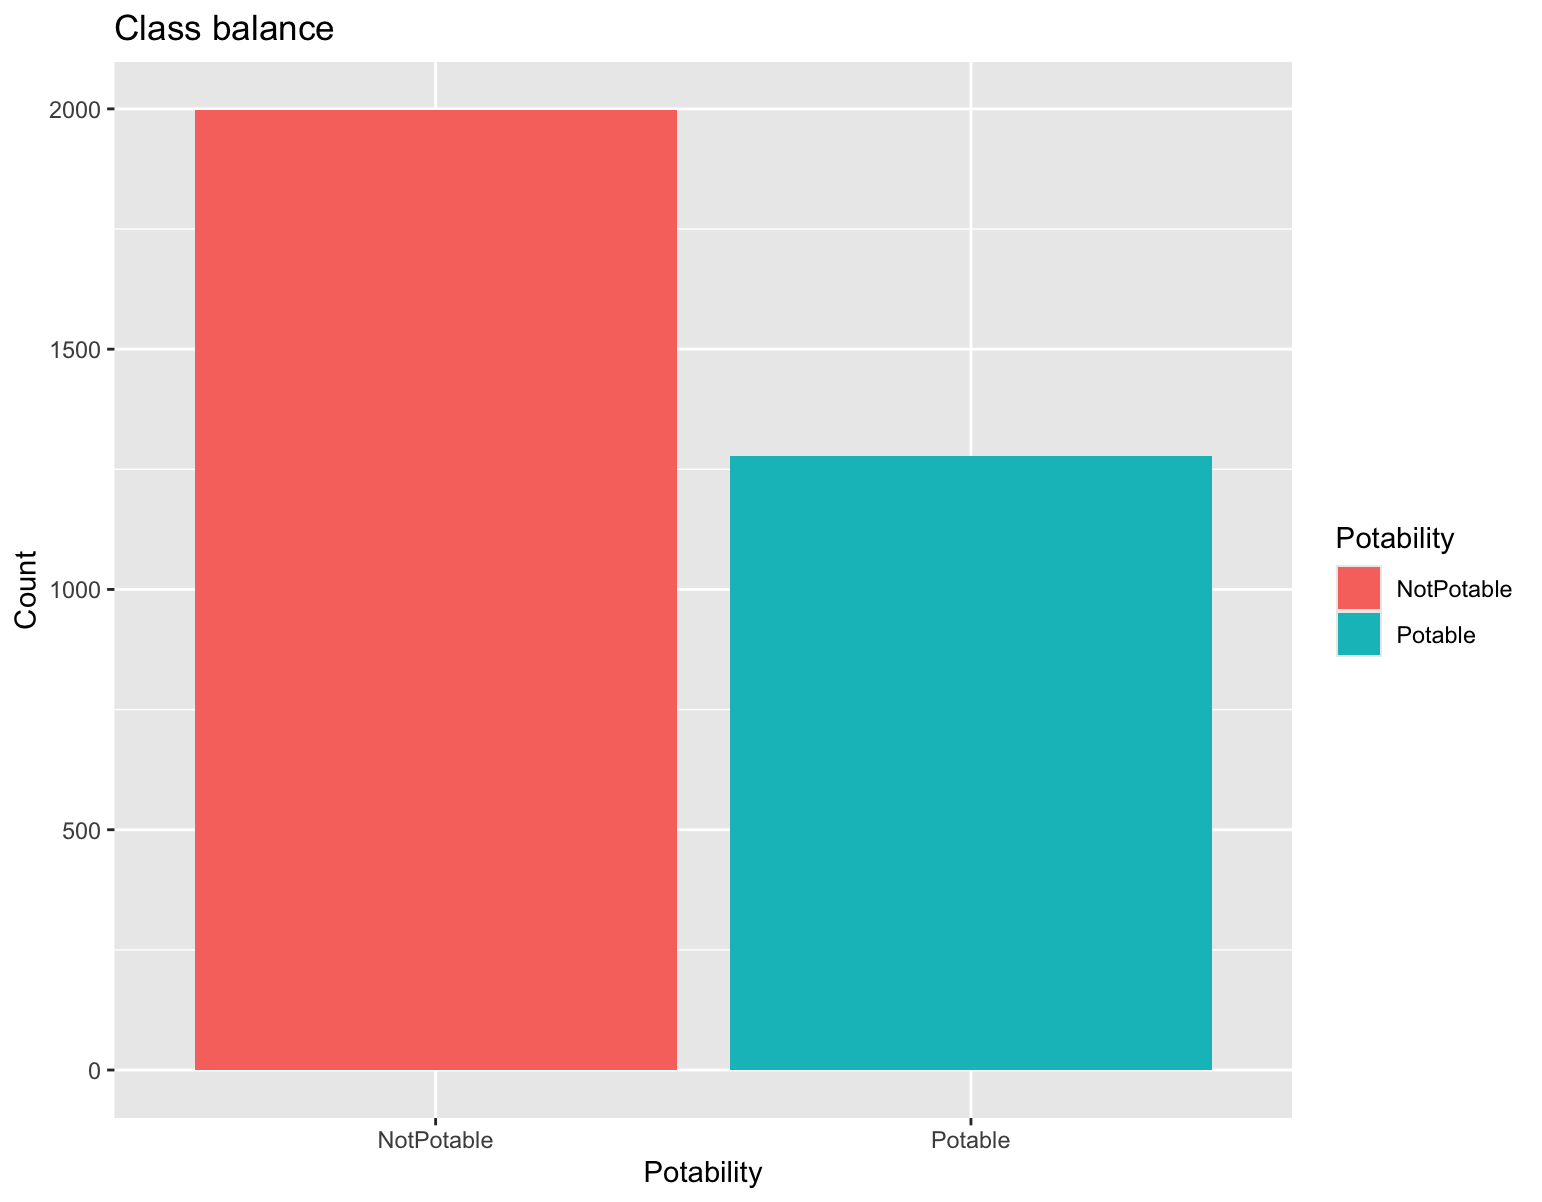 Class balance
2000
1500
1000
500
0
Count
NotPotable
Potable
Potability
Potability
NotPotable
Potable